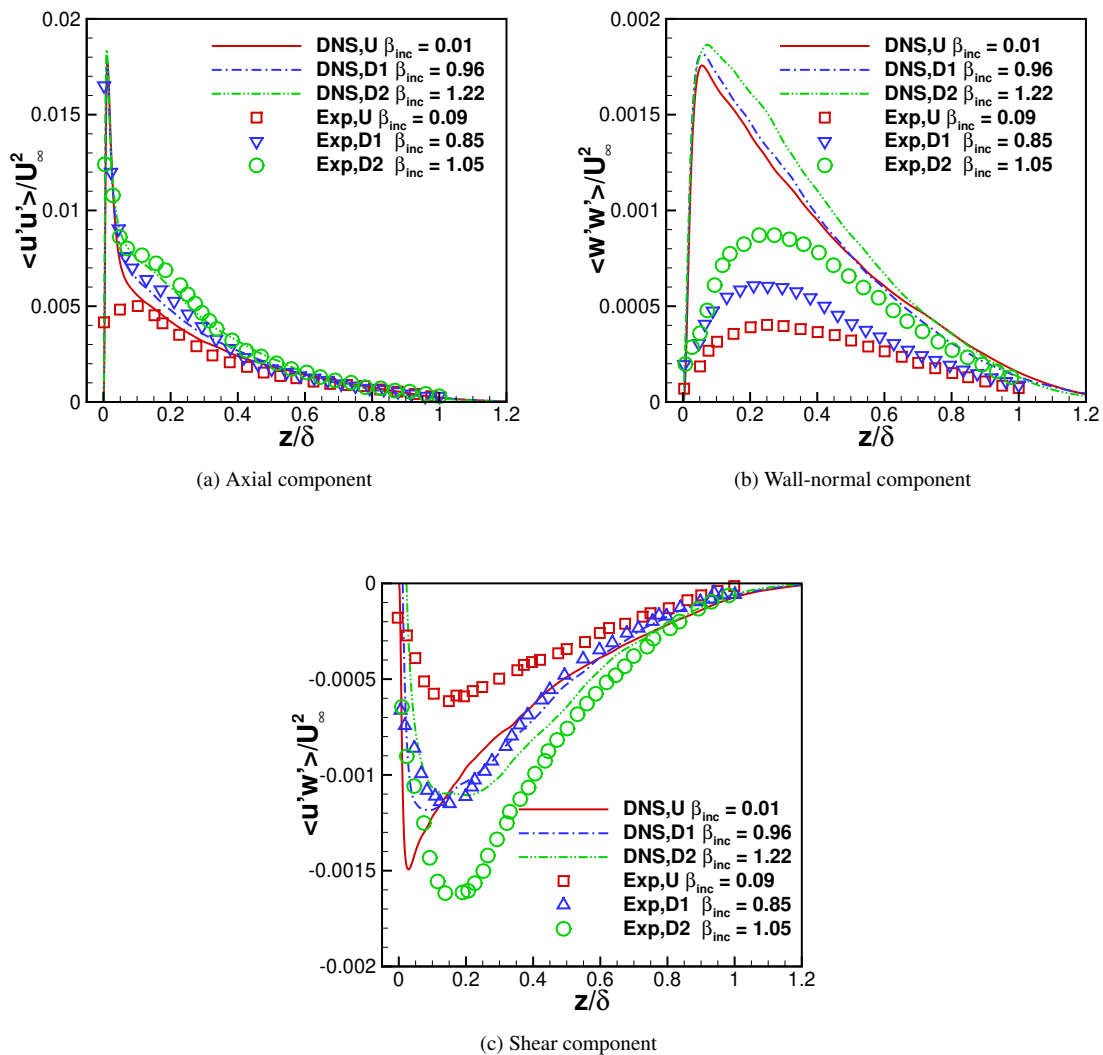 0.02
0.015
0.01
0.005
0
<u'u'>/U²∞
0 0.2 0.4 0.6 0.8 1 1.2
z/δ
DNS,U βinc = 0.01
DNS,D1 βinc = 0.96
DNS,D2 βinc = 1.22
Exp,U βinc = 0.09
Exp,D1 βinc = 0.85
Exp,D2 βinc = 1.05
(a) Axial component
0.002
0.0015
0.001
0.0005
0
<w'w'>/U²∞
0 0.2 0.4 0.6 0.8 1 1.2
z/δ
DNS,U βinc = 0.01
DNS,D1 βinc = 0.96
DNS,D2 βinc = 1.22
Exp,U βinc = 0.09
Exp,D1 βinc = 0.85
Exp,D2 βinc = 1.05
(b) Wall-normal component
0
-0.0005
-0.001
-0.0015
-0.002
<u'w'>/U²∞
0 0.2 0.4 0.6 0.8 1 1.2
z/δ
DNS,U βinc = 0.01
DNS,D1 βinc = 0.96
DNS,D2 βinc = 1.22
Exp,U βinc = 0.09
Exp,D1 βinc = 0.85
Exp,D2 βinc = 1.05
(c) Shear component